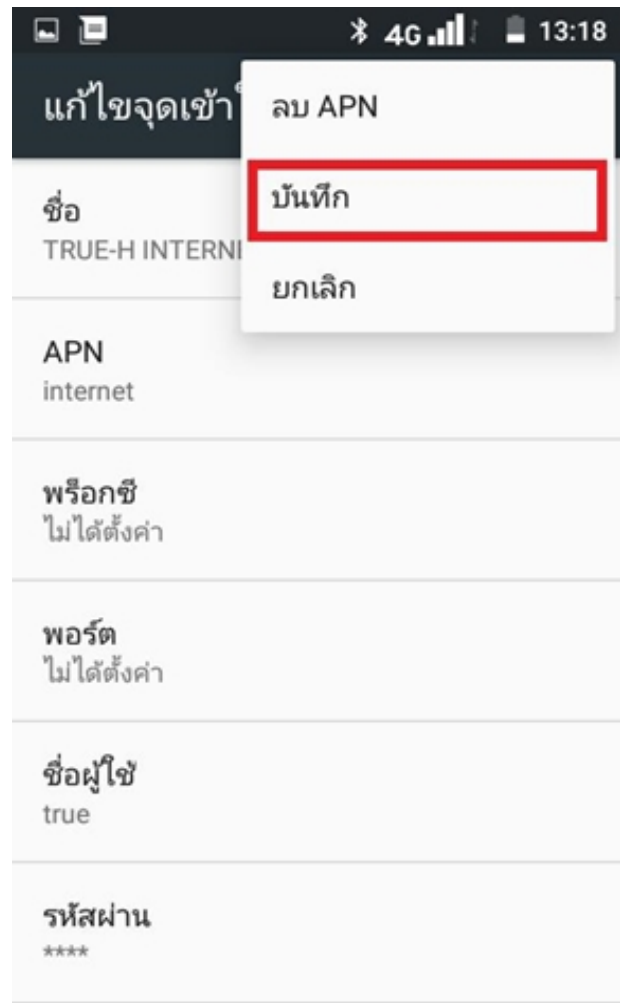 4G 13:18
แก้ไขจุดเข้า
ลบ APN
บันทึก
ยกเลิก
ชื่อ
TRUE-H
APN
internet
พร็อกซี
ไม่ได้ตั้งค่า
พอร์ต
ไม่ได้ตั้งค่า
ชื่อผู้ใช้
true
รหัสผ่าน
****